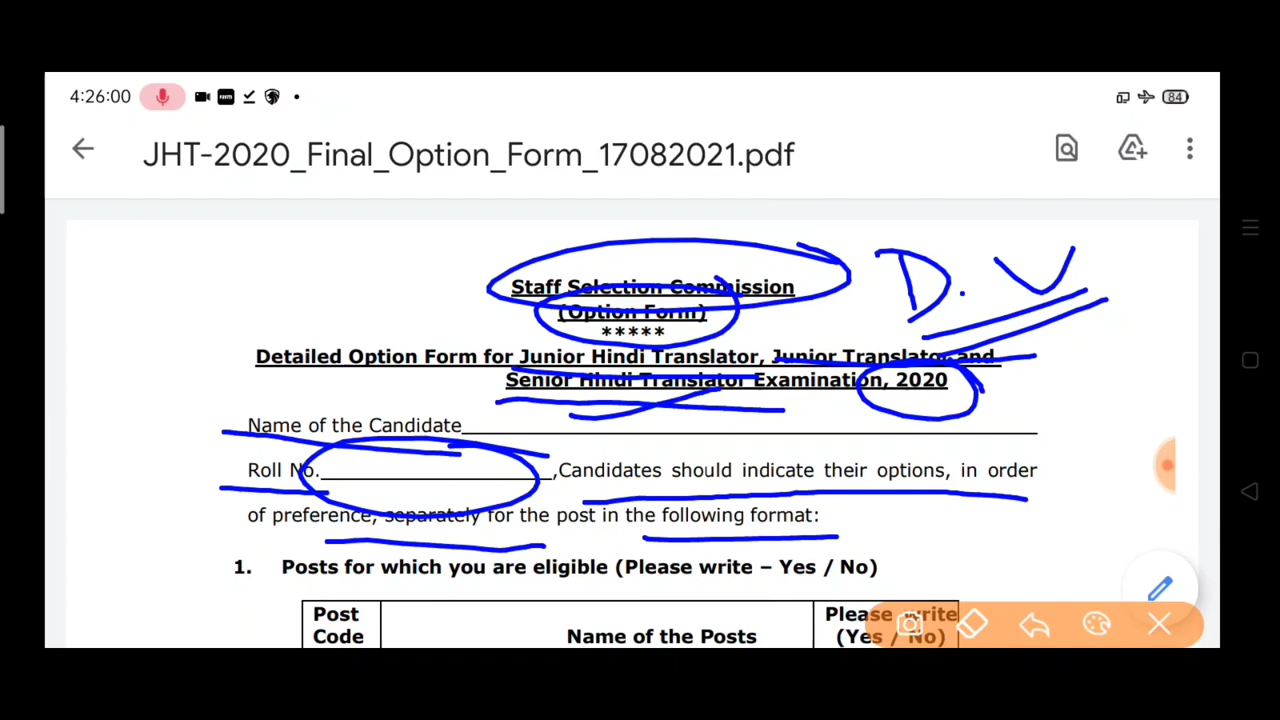 4:26:00 84
JHT-2020_Final_Option_Form_17082021.pdf
Staff Selection Commission
(Option Form)
*****
D.V
Detailed Option Form for Junior Hindi Translator, Junior Translator and
Senior Hindi Translator Examination, 2020
Name of the Candidate
Roll No. ,Candidates should indicate their options, in order
of preference, separately for the post in the following format:
1. Posts for which you are eligible (Please write – Yes / No)
Post Code
Name of the Posts
Please write (Yes / No)